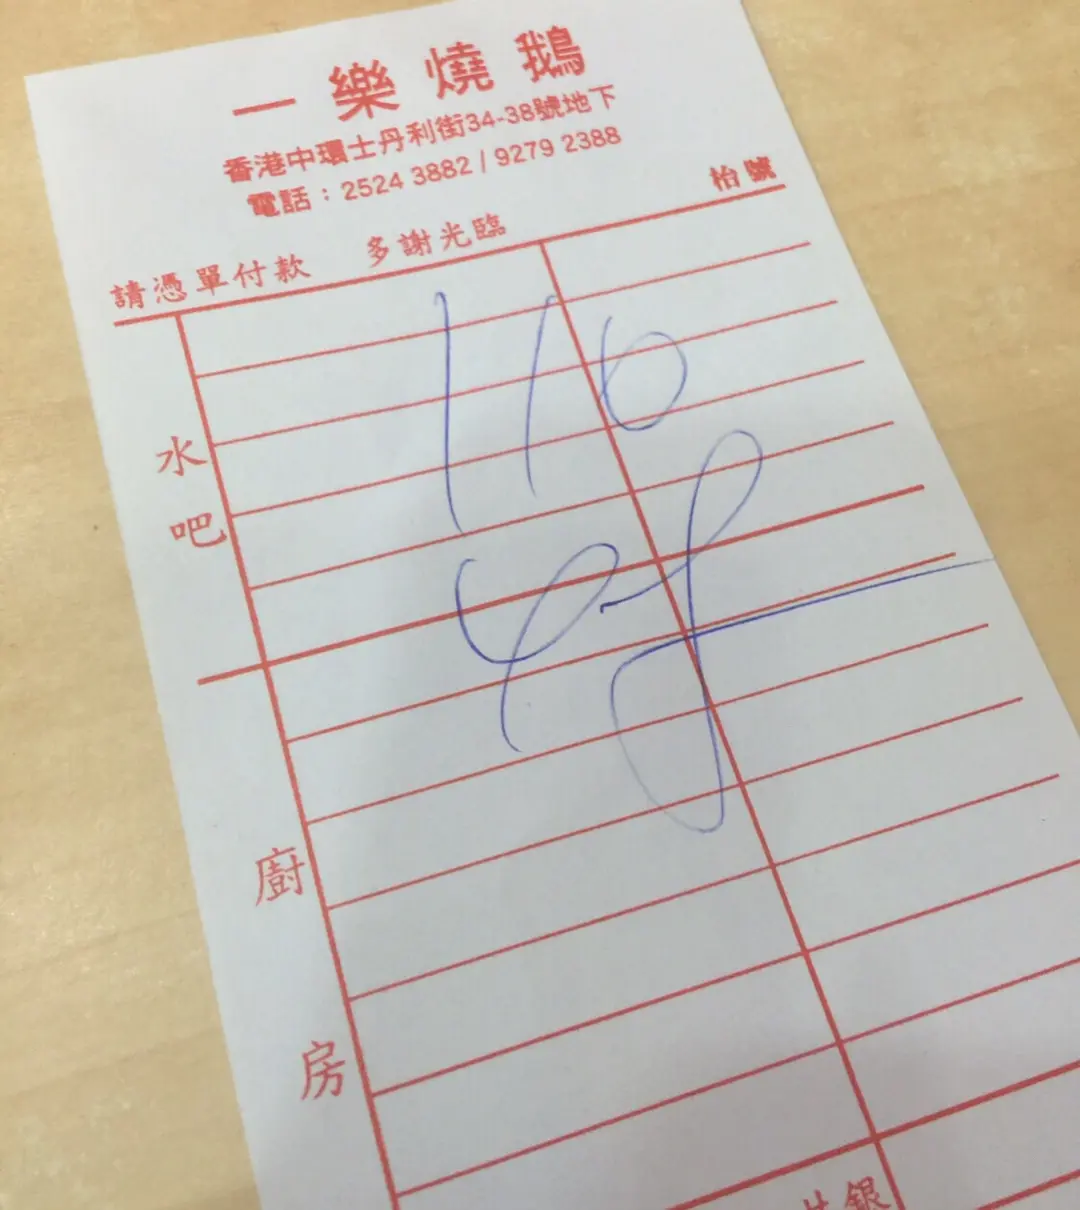 一樂燒鵝
香港中環士丹利街34-38號地下
電話：2524 3882 / 9279 2388
請憑單付款 多謝光臨 枱號
110
水吧
廚房
銀